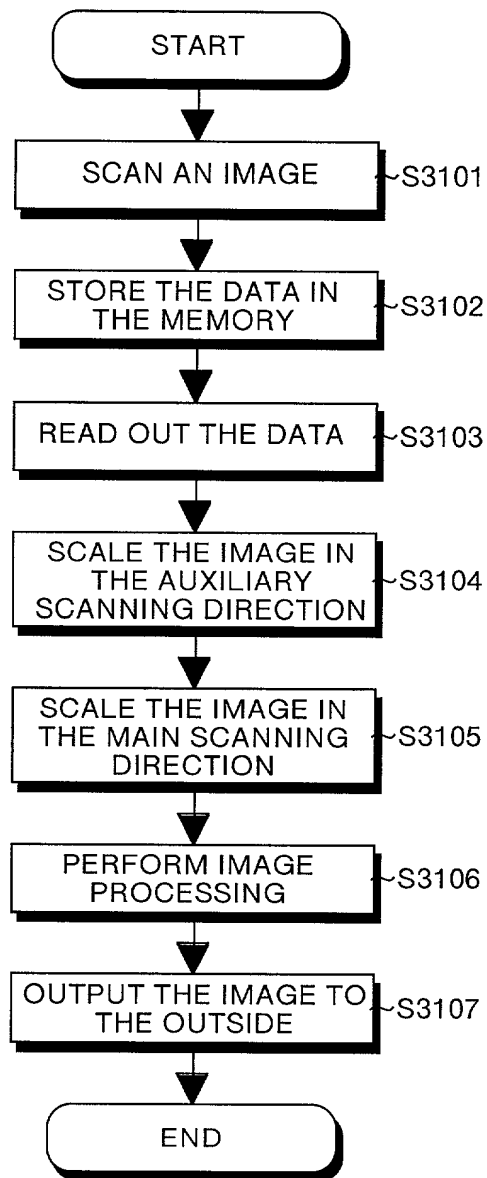 START
SCAN AN IMAGE
S3101
STORE THE DATA IN
THE MEMORY
S3102
READ OUT THE DATA
S3103
SCALE THE IMAGE IN
THE AUXILIARY
SCANNING DIRECTION
S3104
SCALE THE IMAGE IN
THE MAIN SCANNING
DIRECTION
S3105
PERFORM IMAGE
PROCESSING
S3106
OUTPUT THE IMAGE TO
THE OUTSIDE
S3107
END